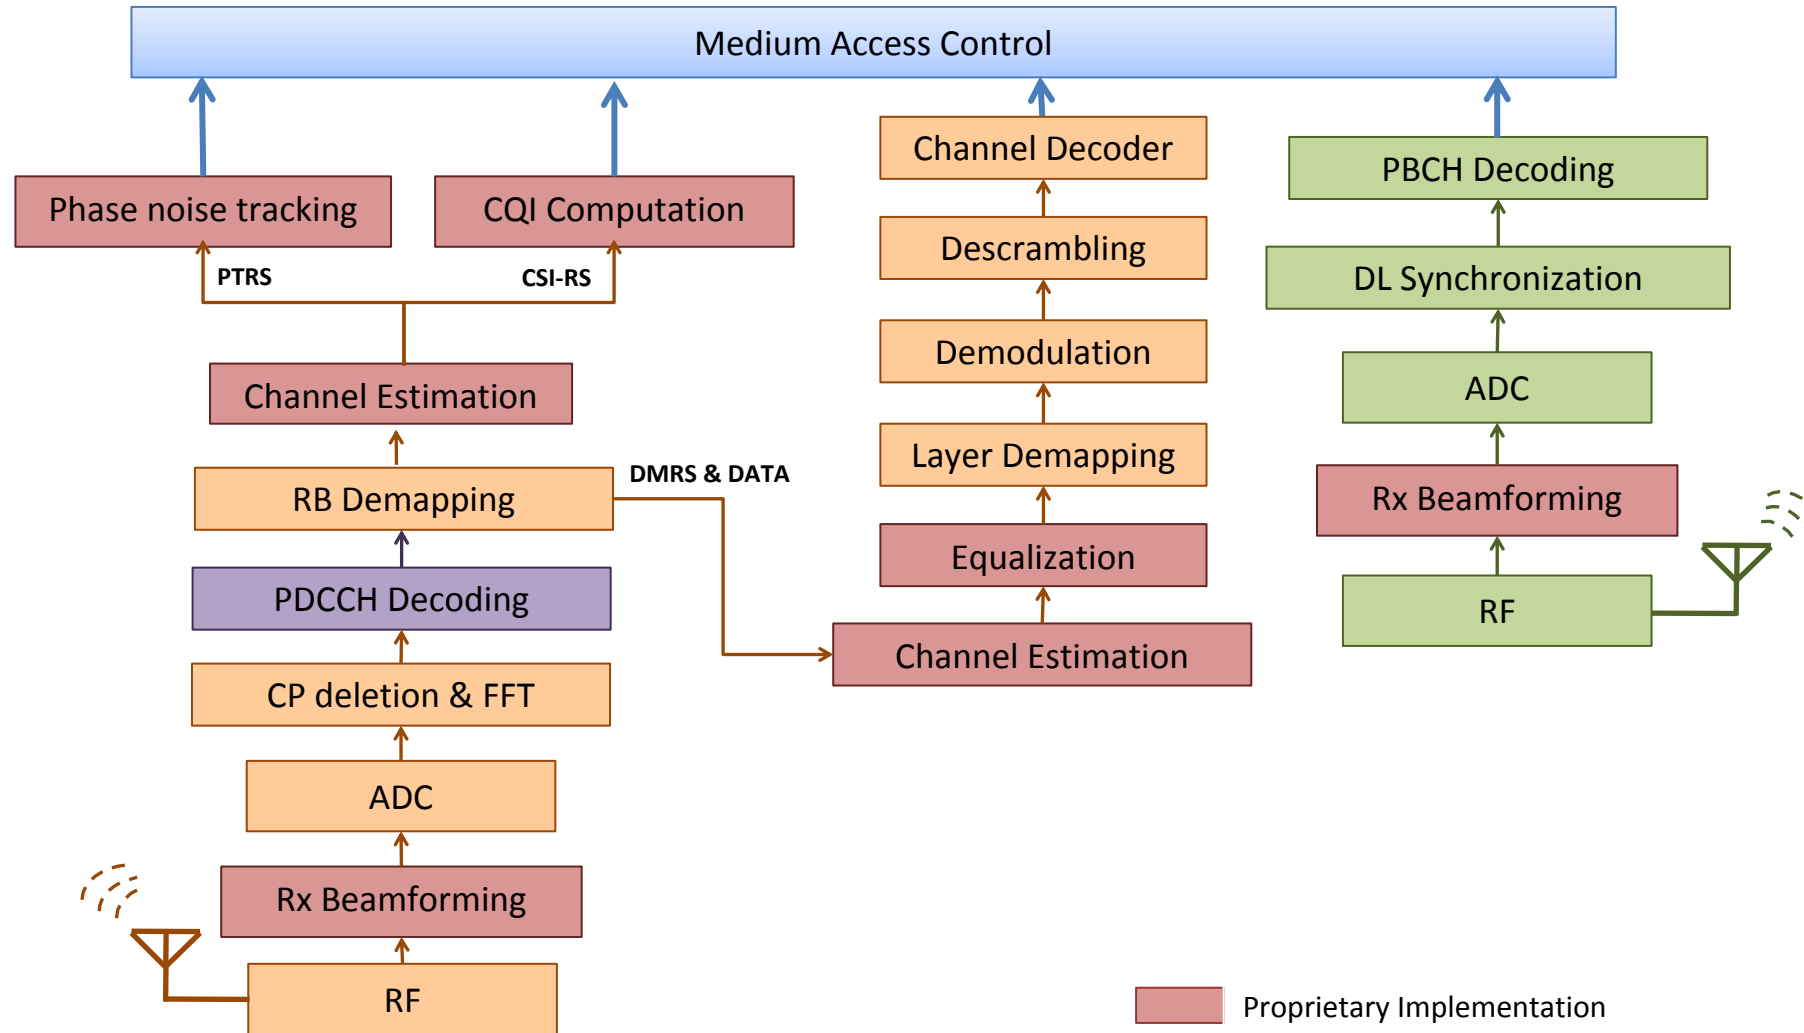 Medium Access Control
Phase noise tracking
CQI Computation
PTRS
CSI-RS
Channel Estimation
RB Demapping
DMRS & DATA
PDCCH Decoding
CP deletion & FFT
ADC
Rx Beamforming
RF
Channel Decoder
Descrambling
Demodulation
Layer Demapping
Equalization
Channel Estimation
PBCH Decoding
DL Synchronization
ADC
Rx Beamforming
RF
Proprietary Implementation